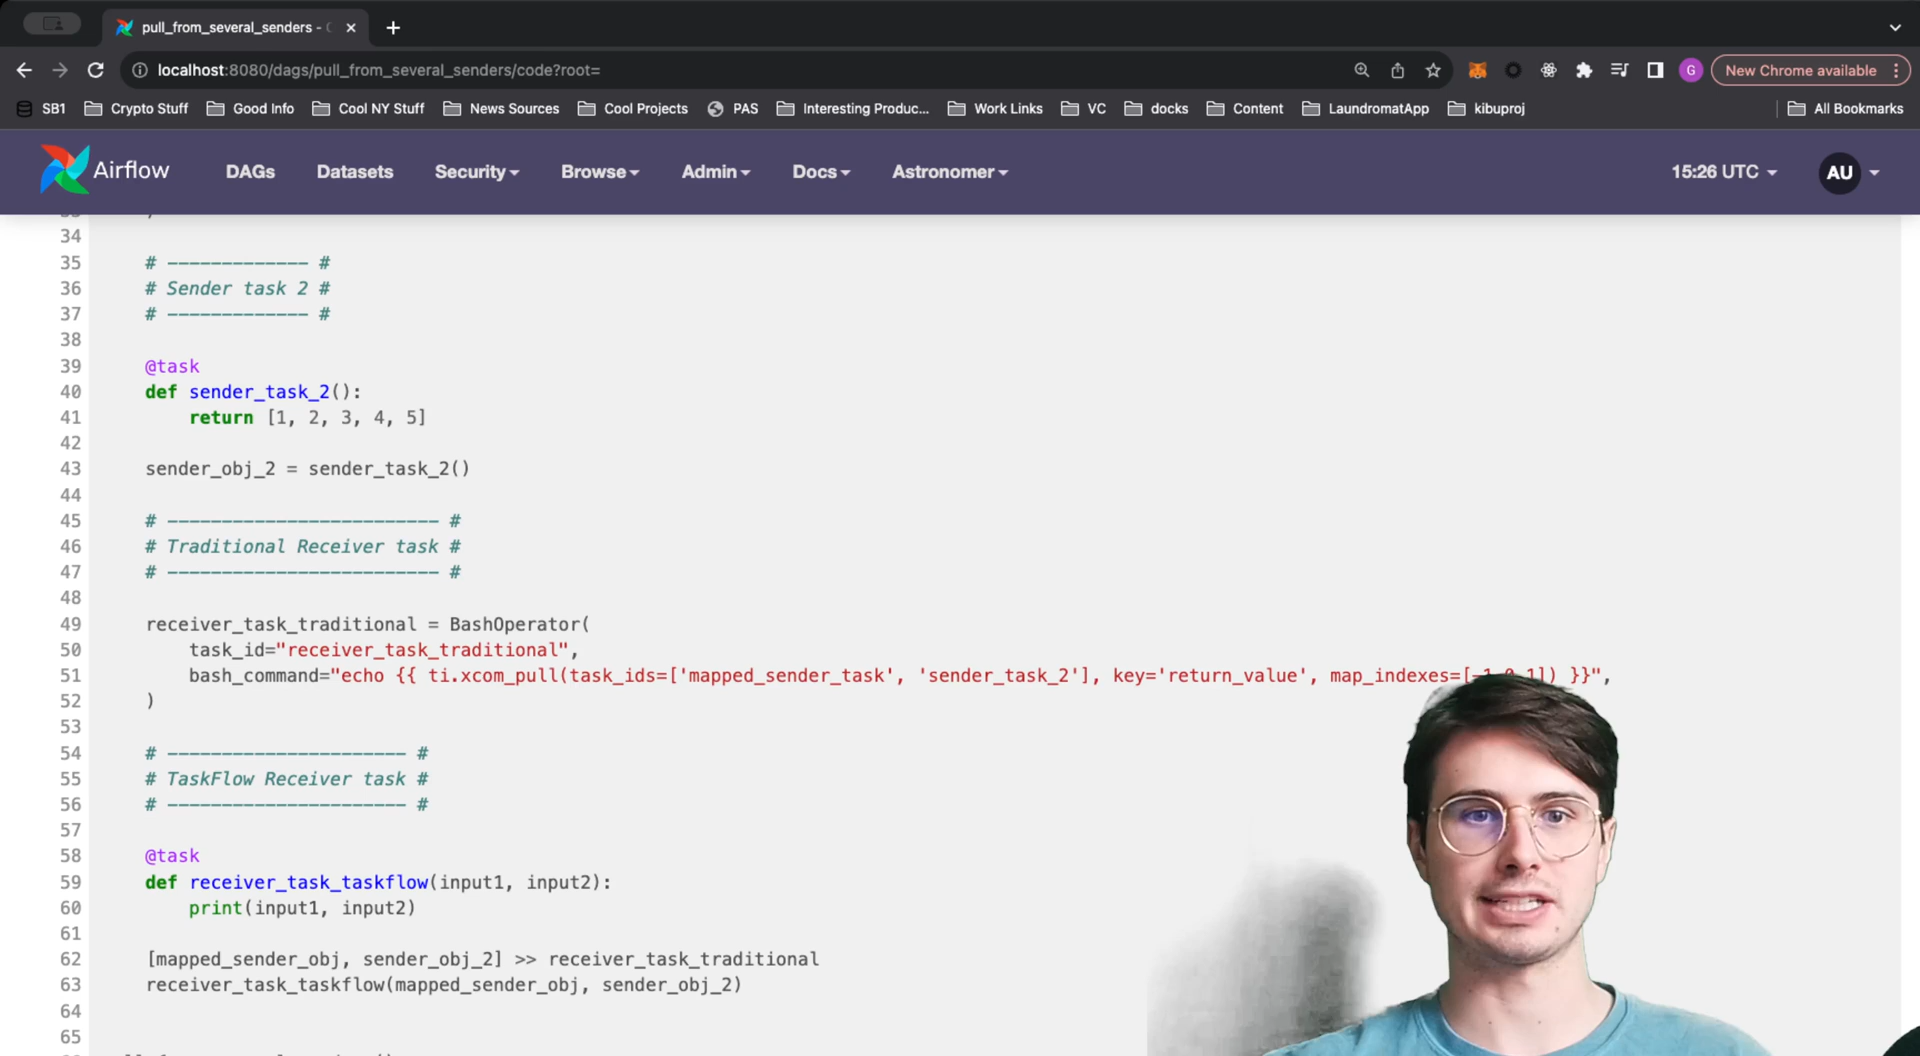 pull_from_several_senders -
localhost:8080/dags/pull_from_several_senders/code?root=
G
New Chrome available
SB1
Crypto Stuff
Good Info
Cool NY Stuff
News Sources
Cool Projects
PAS
Interesting Produc...
Work Links
VC
docks
Content
LaundromatApp
kibuproj
All Bookmarks
Airflow
DAGs
Datasets
Security
Browse
Admin
Docs
Astronomer
15:26 UTC
AU
34
35 # ------------- #
36 # Sender task 2 #
37 # ------------- #
38
39 @task
40 def sender_task_2():
41 return [1, 2, 3, 4, 5]
42
43 sender_obj_2 = sender_task_2()
44
45 # ------------------------- #
46 # Traditional Receiver task #
47 # ------------------------- #
48
49 receiver_task_traditional = BashOperator(
50 task_id="receiver_task_traditional",
51 bash_command="echo {{ ti.xcom_pull(task_ids=['mapped_sender_task', 'sender_task_2'], key='return_value', map_indexes=[-1,0,1]) }}",
52 )
53
54 # ---------------------- #
55 # TaskFlow Receiver task #
56 # ---------------------- #
57
58 @task
59 def receiver_task_taskflow(input1, input2):
60 print(input1, input2)
61
62 [mapped_sender_obj, sender_obj_2] >> receiver_task_traditional
63 receiver_task_taskflow(mapped_sender_obj, sender_obj_2)
64
65